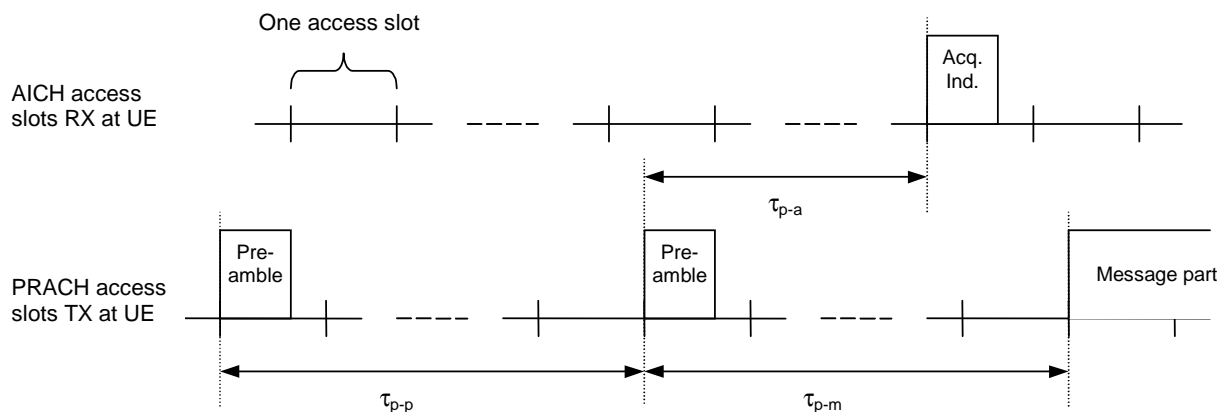 One access slot
AICH access
slots RX at UE
Acq.
Ind.
τp-a
Pre-
amble
Pre-
amble
Message part
PRACH access
slots TX at UE
τp-p
τp-m